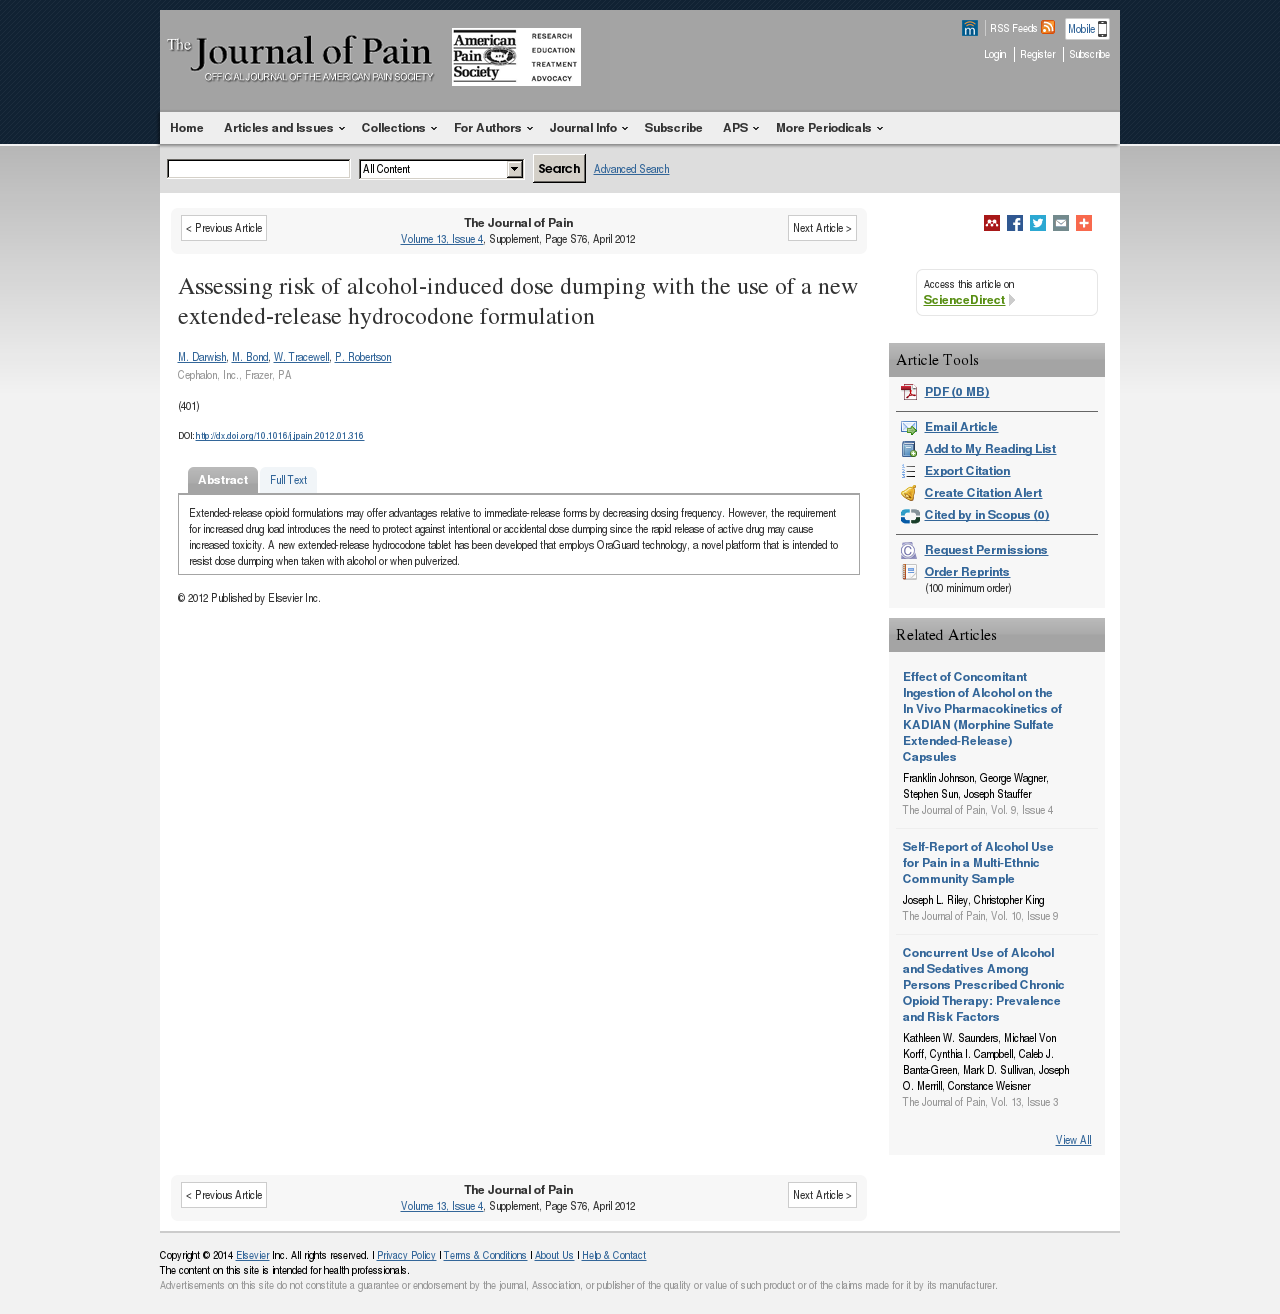 The Journal of Pain
OFFICIAL JOURNAL OF THE AMERICAN PAIN SOCIETY
American
Pain
Society
RESEARCH
EDUCATION
TREATMENT
ADVOCACY
RSS Feeds
Mobile
Login Register Subscribe
Home Articles and Issues Collections For Authors Journal Info Subscribe APS More Periodicals
All Content Search Advanced Search
< Previous Article
The Journal of Pain
Volume 13, Issue 4, Supplement, Page S76, April 2012
Next Article >
Assessing risk of alcohol-induced dose dumping with the use of a new
extended-release hydrocodone formulation
M. Darwish, M. Bond, W. Tracewell, P. Robertson
Cephalon, Inc., Frazer, PA
(401)
DOI: http://dx.doi.org/10.1016/j.jpain.2012.01.316
Abstract Full Text
Extended-release opioid formulations may offer advantages relative to immediate-release forms by decreasing dosing frequency. However, the requirement
for increased drug load introduces the need to protect against intentional or accidental dose dumping since the rapid release of active drug may cause
increased toxicity. A new extended-release hydrocodone tablet has been developed that employs OraGuard technology, a novel platform that is intended to
resist dose dumping when taken with alcohol or when pulverized.
© 2012 Published by Elsevier Inc.
Access this article on
ScienceDirect
Article Tools
PDF (0 MB)
Email Article
Add to My Reading List
Export Citation
Create Citation Alert
Cited by in Scopus (0)
Request Permissions
Order Reprints
(100 minimum order)
Related Articles
Effect of Concomitant
Ingestion of Alcohol on the
In Vivo Pharmacokinetics of
KADIAN (Morphine Sulfate
Extended-Release)
Capsules
Franklin Johnson, George Wagner,
Stephen Sun, Joseph Stauffer
The Journal of Pain, Vol. 9, Issue 4
Self-Report of Alcohol Use
for Pain in a Multi-Ethnic
Community Sample
Joseph L. Riley, Christopher King
The Journal of Pain, Vol. 10, Issue 9
Concurrent Use of Alcohol
and Sedatives Among
Persons Prescribed Chronic
Opioid Therapy: Prevalence
and Risk Factors
Kathleen W. Saunders, Michael Von
Korff, Cynthia I. Campbell, Caleb J.
Banta-Green, Mark D. Sullivan, Joseph
O. Merrill, Constance Weisner
The Journal of Pain, Vol. 13, Issue 3
View All
< Previous Article
The Journal of Pain
Volume 13, Issue 4, Supplement, Page S76, April 2012
Next Article >
Copyright © 2014 Elsevier Inc. All rights reserved. | Privacy Policy | Terms & Conditions | About Us | Help & Contact
The content on this site is intended for health professionals.
Advertisements on this site do not constitute a guarantee or endorsement by the journal, Association, or publisher of the quality or value of such product or of the claims made for it by its manufacturer.